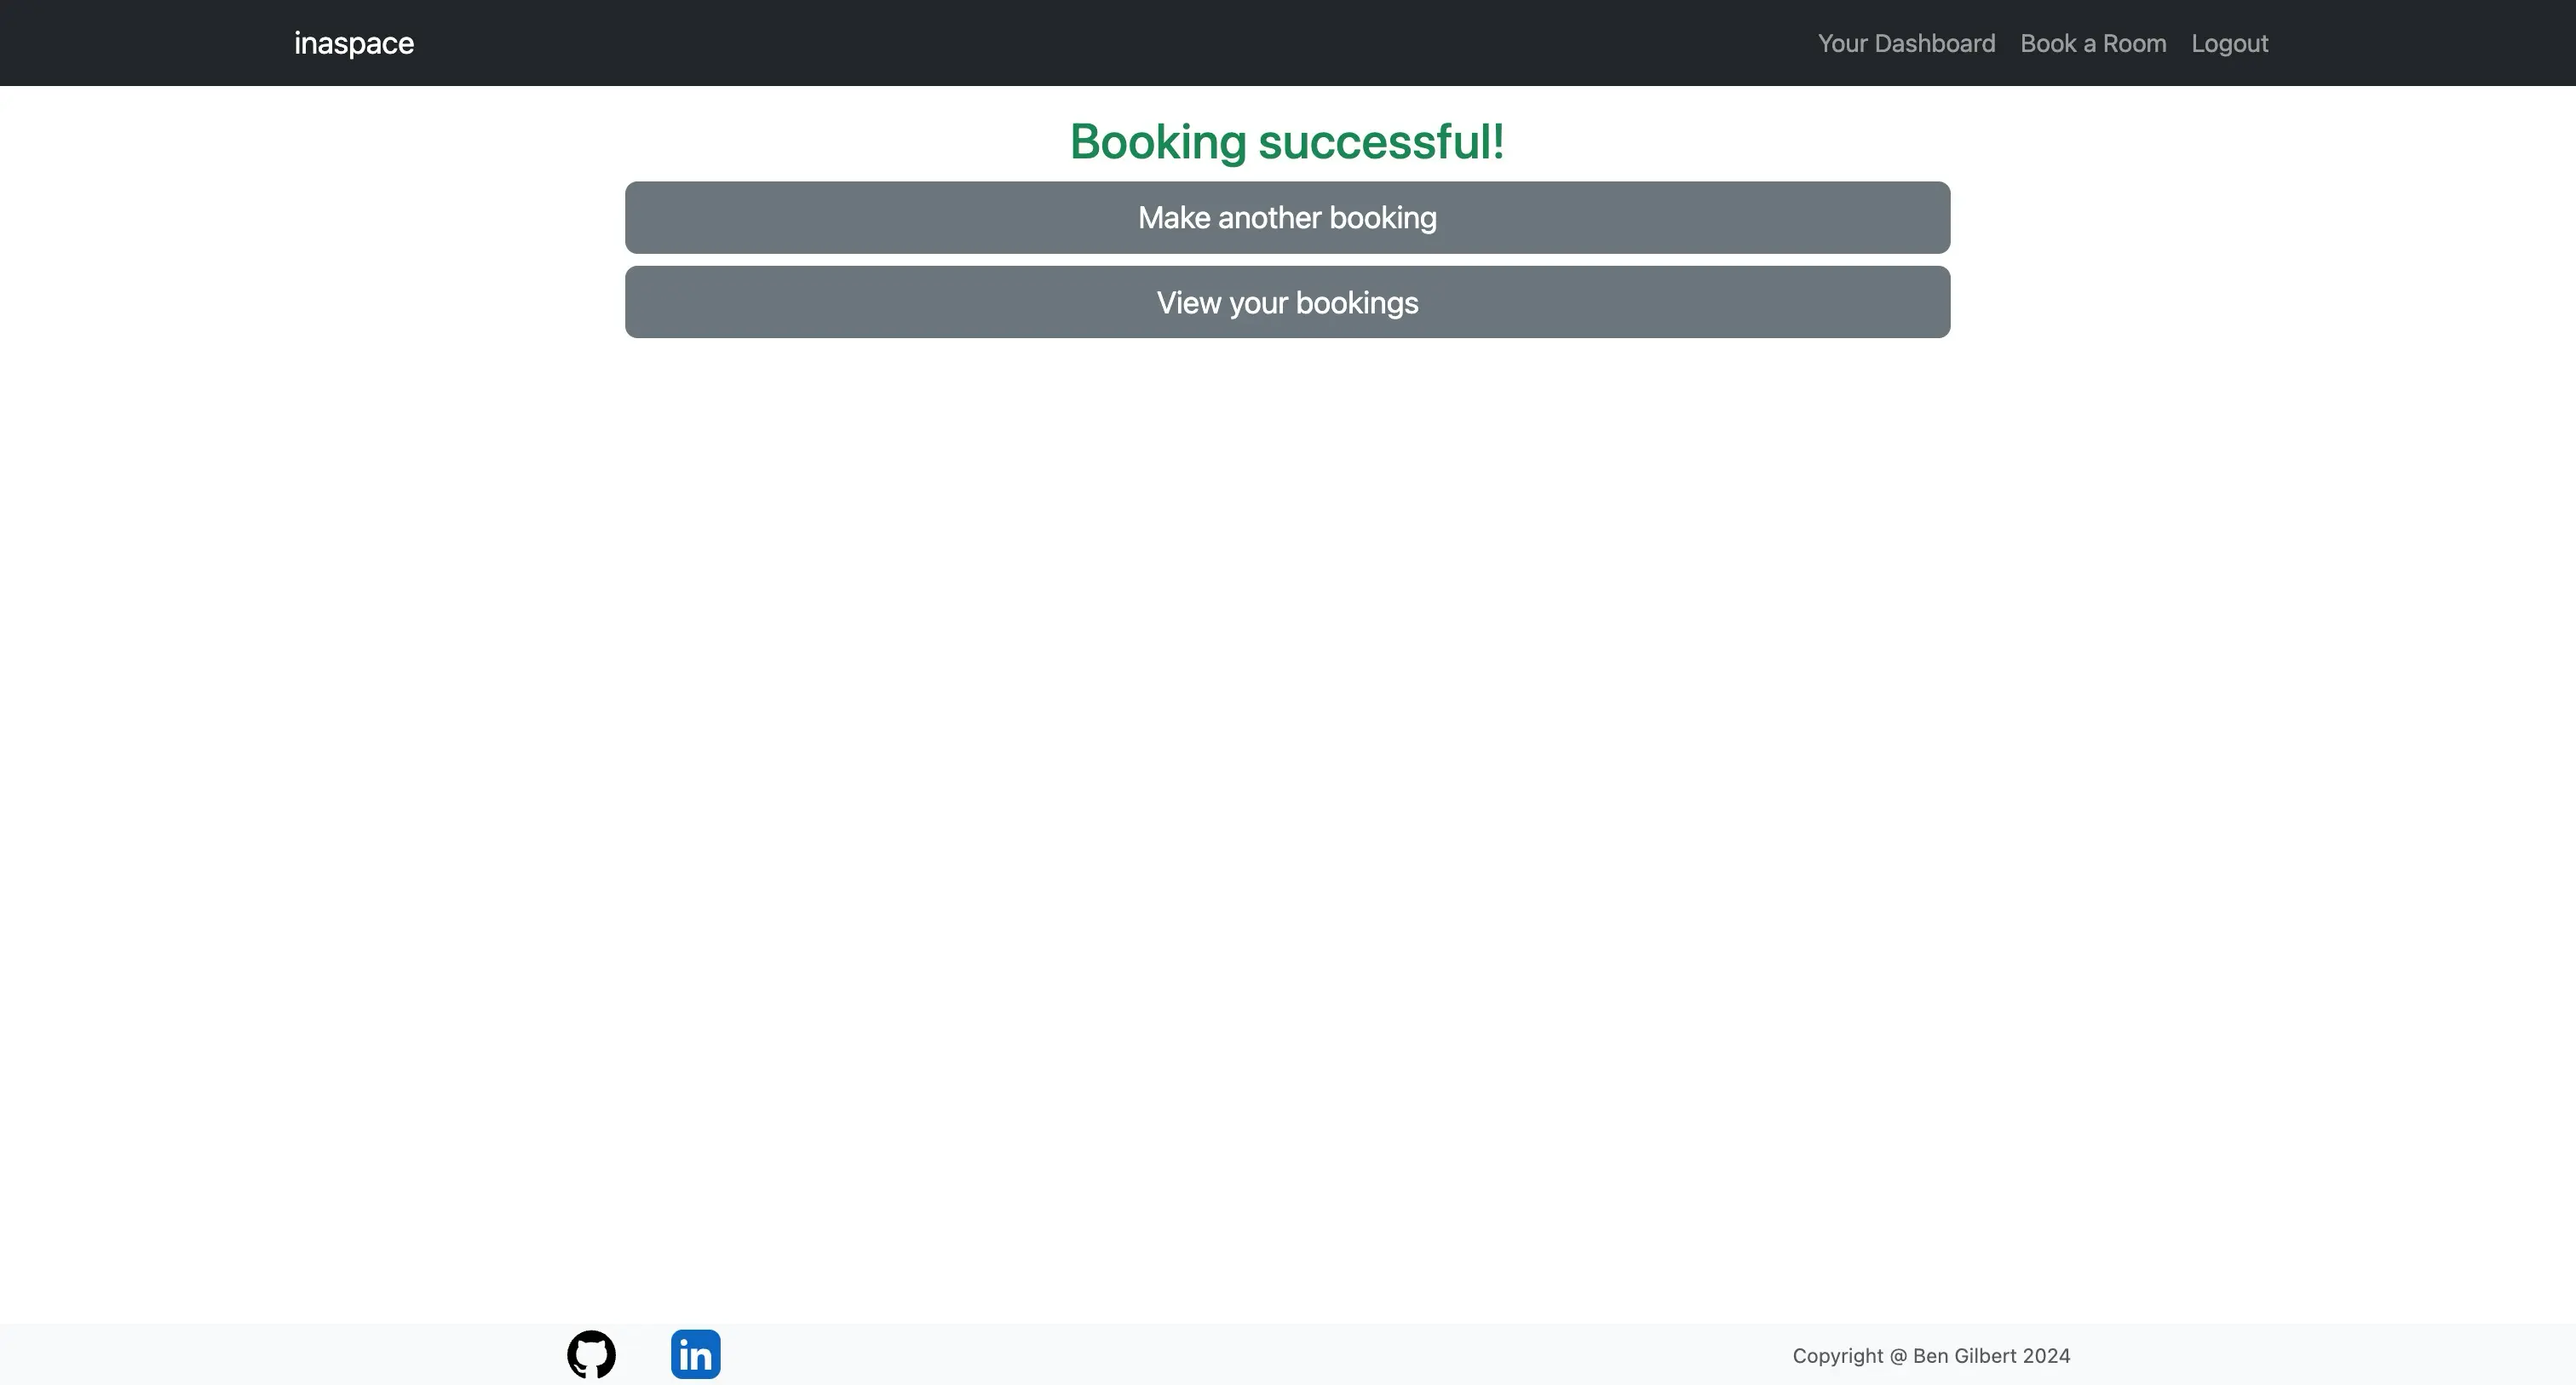 inaspace
Your Dashboard Book a Room Logout
Booking successful!
Make another booking
View your bookings
in
Copyright @ Ben Gilbert 2024